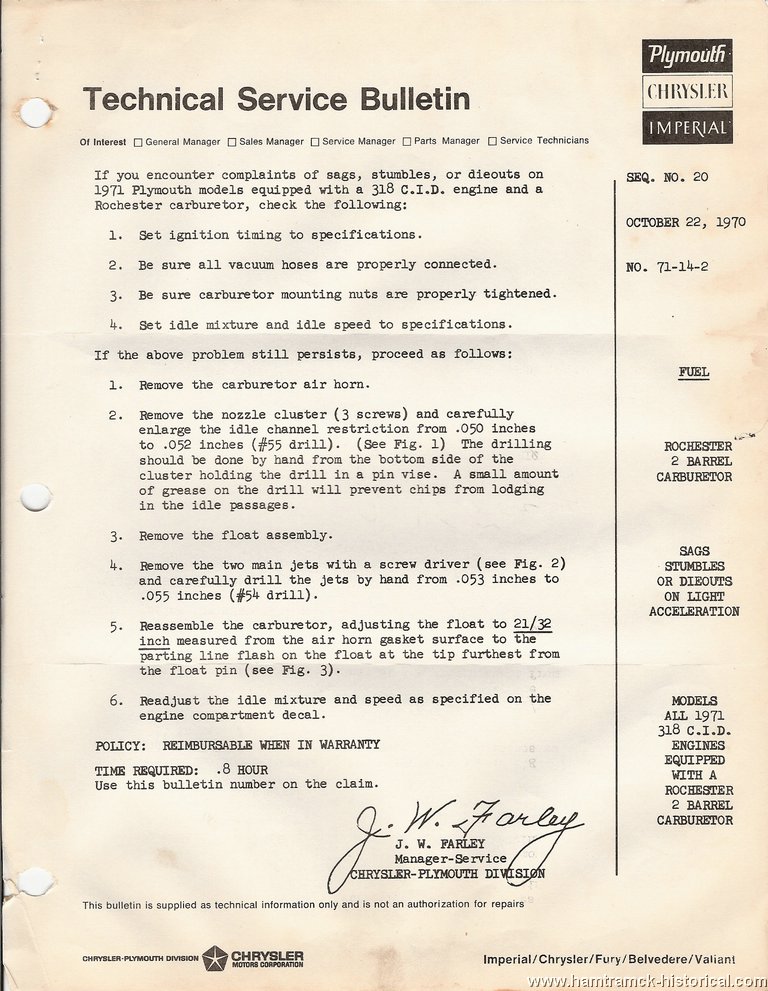 Plymouth
CHRYSLER
IMPERIAL
Technical Service Bulletin
Of Interest □ General Manager □ Sales Manager □ Service Manager □ Parts Manager □ Service Technicians
If you encounter complaints of sags, stumbles, or dieouts on
1971 Plymouth models equipped with a 318 C.I.D. engine and a
Rochester carburetor, check the following:
1. Set ignition timing to specifications.
2. Be sure all vacuum hoses are properly connected.
3. Be sure carburetor mounting nuts are properly tightened.
4. Set idle mixture and idle speed to specifications.
If the above problem still persists, proceed as follows:
1. Remove the carburetor air horn.
2. Remove the nozzle cluster (3 screws) and carefully
enlarge the idle channel restriction from .050 inches
to .052 inches (#55 drill). (See Fig. 1) The drilling
should be done by hand from the bottom side of the
cluster holding the drill in a pin vise. A small amount
of grease on the drill will prevent chips from lodging
in the idle passages.
3. Remove the float assembly.
4. Remove the two main jets with a screw driver (see Fig. 2)
and carefully drill the jets by hand from .053 inches to
.055 inches (#54 drill).
5. Reassemble the carburetor, adjusting the float to 21/32
inch measured from the air horn gasket surface to the
parting line flash on the float at the tip furthest from
the float pin (see Fig. 3).
6. Readjust the idle mixture and speed as specified on the
engine compartment decal.
POLICY: REIMBURSABLE WHEN IN WARRANTY
TIME REQUIRED: .8 HOUR
Use this bulletin number on the claim.
J. W. Farley
J. W. FARLEY
Manager-Service
CHRYSLER-PLYMOUTH DIVISION
SEQ. NO. 20
OCTOBER 22, 1970
NO. 71-14-2
FUEL
ROCHESTER
2 BARREL
CARBURETOR
SAGS
STUMBLES
OR DIEOUTS
ON LIGHT
ACCELERATION
MODELS
ALL 1971
318 C.I.D.
ENGINES
EQUIPPED
WITH A
ROCHESTER
2 BARREL
CARBURETOR
This bulletin is supplied as technical information only and is not an authorization for repairs
CHRYSLER-PLYMOUTH DIVISION
CHRYSLER
MOTORS CORPORATION
Imperial/Chrysler/Fury/Belvedere/Valiant
www.hamtramck-historical.com